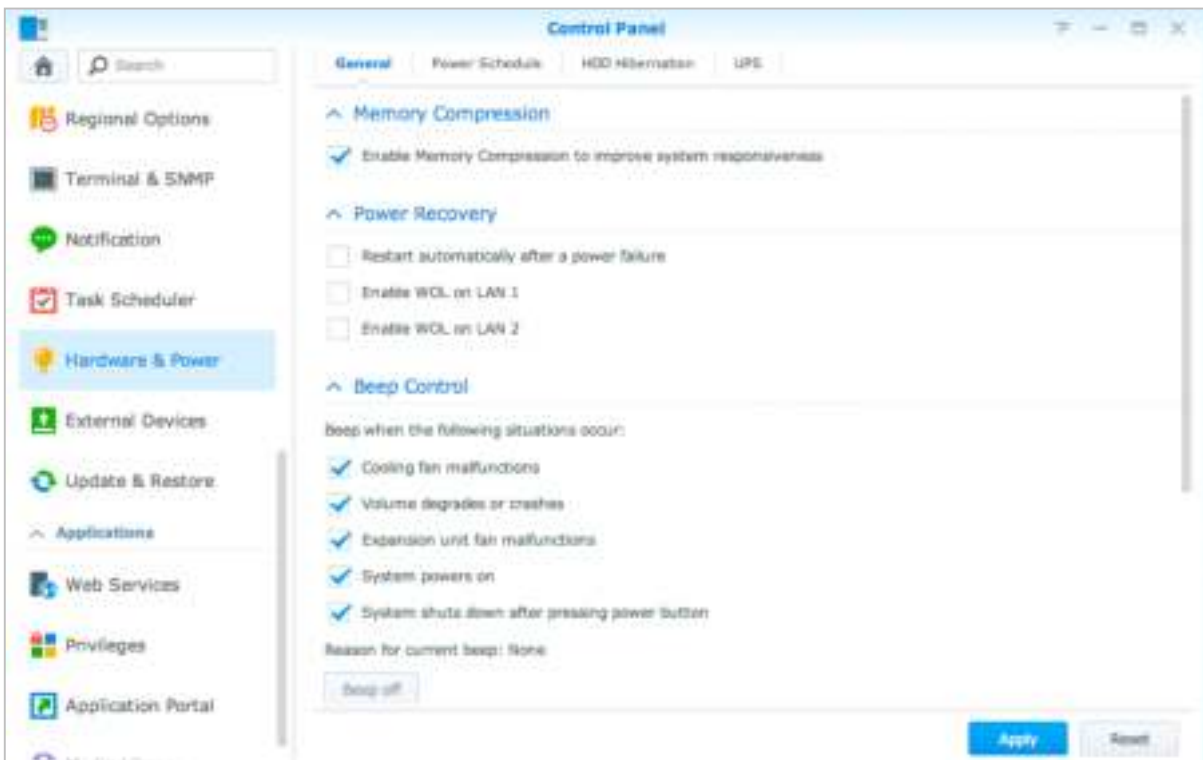 Control Panel
Search
General Power Schedule HDD Hibernation UPS
Regional Options
Terminal & SNMP
Notification
Task Scheduler
Hardware & Power
External Devices
Update & Restore
Applications
Web Services
Privileges
Application Portal
Memory Compression
Enable Memory Compression to improve system responsiveness
Power Recovery
Restart automatically after a power failure
Enable WOL on LAN 1
Enable WOL on LAN 2
Beep Control
Beep when the following situations occur:
Cooling fan malfunctions
Volume degrades or crashes
Expansion unit fan malfunctions
System powers on
System shuts down after pressing power button
Reason for current beep: None
Beep off
Apply Reset